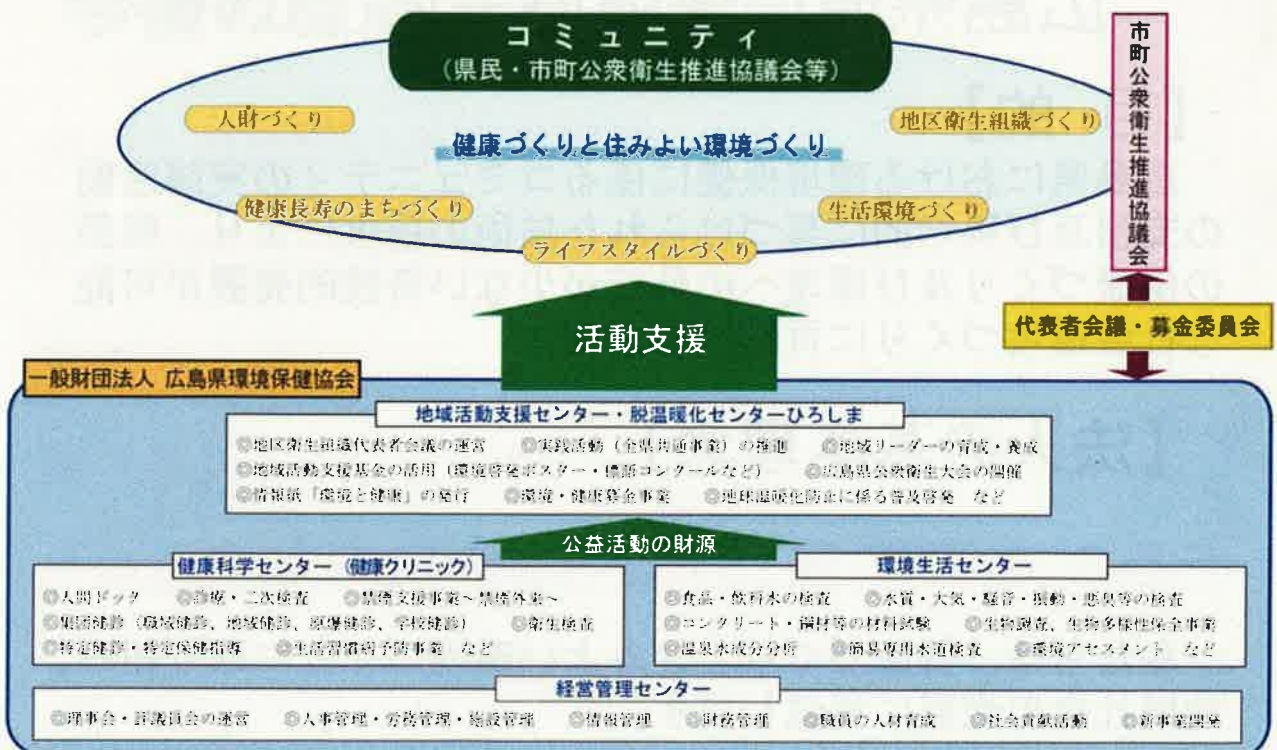 コミュニティ
(県民・市町公衆衛生推進協議会等)
市町公衆衛生推進協議会
人財づくり
地区衛生組織づくり
健康づくりと住みよい環境づくり
健康長寿のまちづくり
生活環境づくり
ライフスタイルづくり
活動支援
代表者会議・募金委員会
一般財団法人 広島県環境保健協会
地域活動支援センター・脱温暖化センターひろしま
◎地区衛生組織代表者会議の運営 ◎実践活動(全県共通事業)の推進 ◎地域リーダーの育成・養成
◎地域活動支援基金の活用(環境啓発ポスター・標語コンクールなど) ◎広島県公衆衛生大会の開催
◎情報紙「環境と健康」の発行 ◎環境・健康募金事業 ◎地球温暖化防止に係る普及啓発 など
公益活動の財源
健康科学センター(健康クリニック)
◎人間ドック ◎診療・二次検査 ◎禁煙支援事業~禁煙外来~
◎集団健診(職域健診、地域健診、原爆健診、学校健診) ◎衛生検査
◎特定健診・特定保健指導 ◎生活習慣病予防事業 など
環境生活センター
◎食品・飲料水の検査 ◎水質・大気・騒音・振動・悪臭等の検査
◎コンクリート・鋼材等の材料試験 ◎生物調査、生物多様性保全事業
◎温泉水成分分析 ◎簡易専用水道検査 ◎環境アセスメント など
経営管理センター
◎理事会・評議員会の運営 ◎人事管理・労務管理・施設管理 ◎情報管理 ◎財務管理 ◎職員の人材育成 ◎社会貢献活動 ◎新事業開発